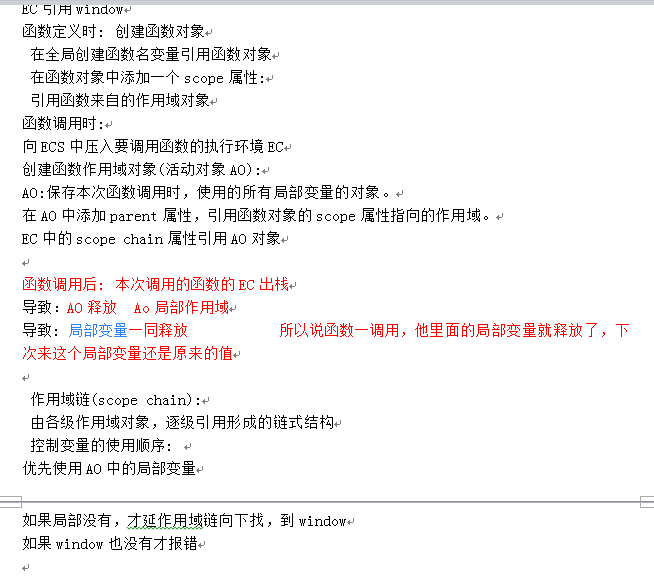 EC 引用 window
函数定义时: 创建函数对象
在全局创建函数名变量引用函数对象
在函数对象中添加一个 scope 属性:
引用函数来自的作用域对象
函数调用时:
向 ECS 中压入要调用函数的执行环境 EC
创建函数作用域对象(活动对象 AO):
AO:保存本次函数调用时，使用的所有局部变量的对象。
在 AO 中添加 parent 属性，引用函数对象的 scope 属性指向的作用域。
EC 中的 scope chain 属性引用 AO 对象
函数调用后: 本次调用的函数的 EC 出栈
导致: AO 释放 Ao 局部作用域
导致: 局部变量一同释放 所以说函数一调用，他里面的局部变量就释放了，下
次来这个局部变量还是原来的值
作用域链(scope chain):
由各级作用域对象，逐级引用形成的链式结构
控制变量的使用顺序:
优先使用 AO 中的局部变量
如果局部没有，才延作用域链向下找，到 window
如果 window 也没有才报错